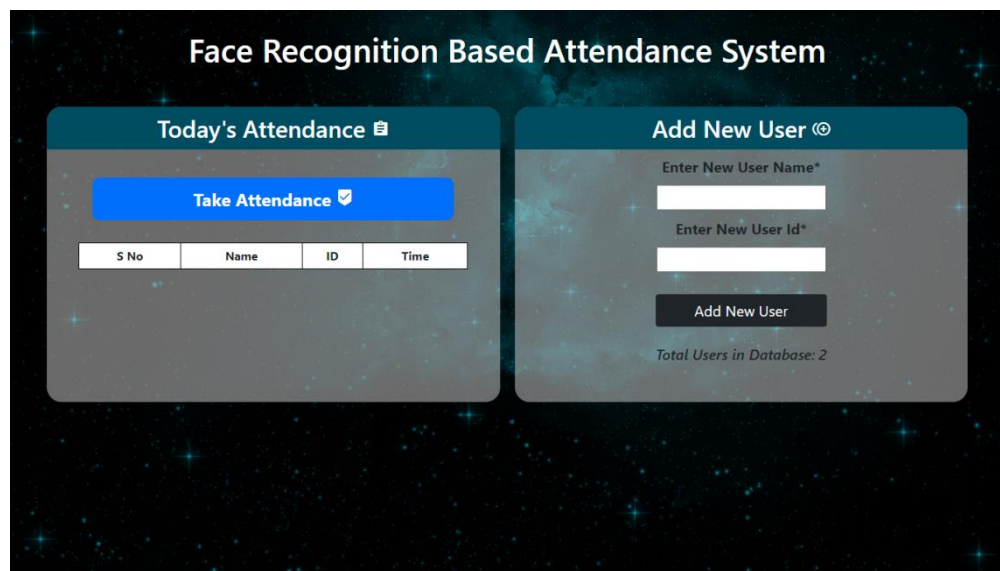 Face Recognition Based Attendance System
Today's Attendance
Take Attendance
S No Name ID Time
Add New User
Enter New User Name*
Enter New User Id*
Add New User
Total Users in Database: 2